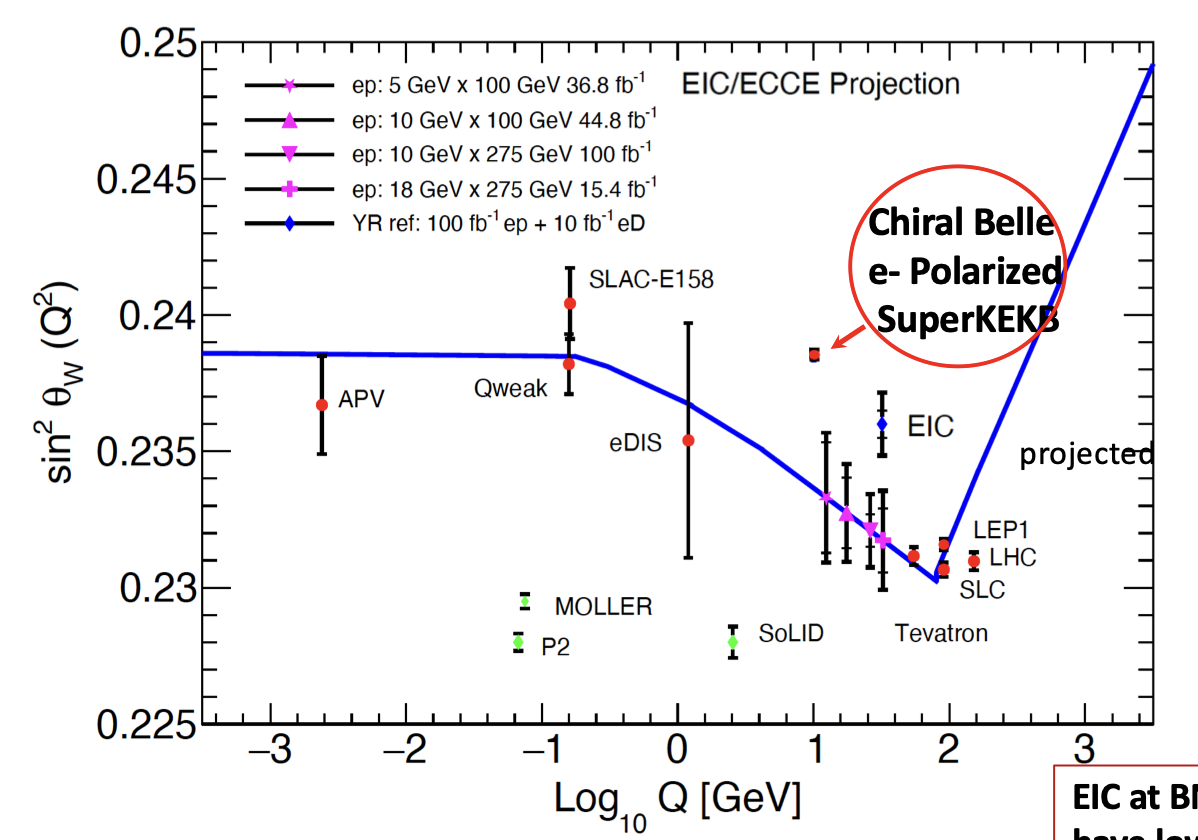 0.25
0.245
0.24
0.235
0.23
0.225
sin² θ_W (Q²)
EIC/ECCE Projection
ep: 5 GeV x 100 GeV 36.8 fb⁻¹
ep: 10 GeV x 100 GeV 44.8 fb⁻¹
ep: 10 GeV x 275 GeV 100 fb⁻¹
ep: 18 GeV x 275 GeV 15.4 fb⁻¹
YR ref: 100 fb⁻¹ ep + 10 fb⁻¹ eD
Chiral Belle
e- Polarized
SuperKEKB
SLAC-E158
APV
Qweak
eDIS
EIC
projected
LEP1
LHC
SLC
MOLLER
P2
SoLID
Tevatron
−3 −2 −1 0 1 2 3
Log₁₀ Q [GeV]
EIC at